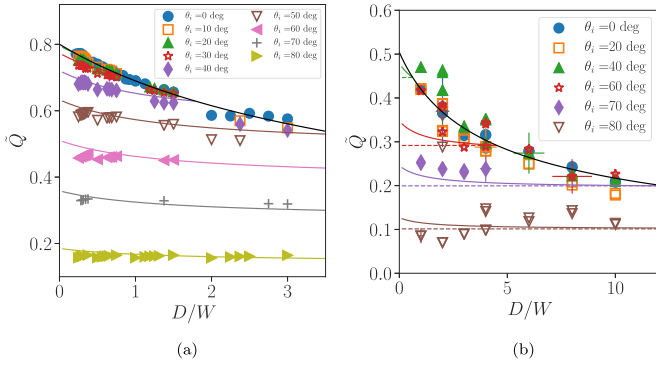 θi=0 deg
θi=10 deg
θi=20 deg
θi=30 deg
θi=40 deg
θi=50 deg
θi=60 deg
θi=70 deg
θi=80 deg
0.8
0.6
0.4
0.2
Q̃
0 1 2 3
D/W
(a)
θi=0 deg
θi=20 deg
θi=40 deg
θi=60 deg
θi=70 deg
θi=80 deg
0.6
0.5
0.4
0.3
0.2
0.1
0.0
Q̃
0 5 10
D/W
(b)